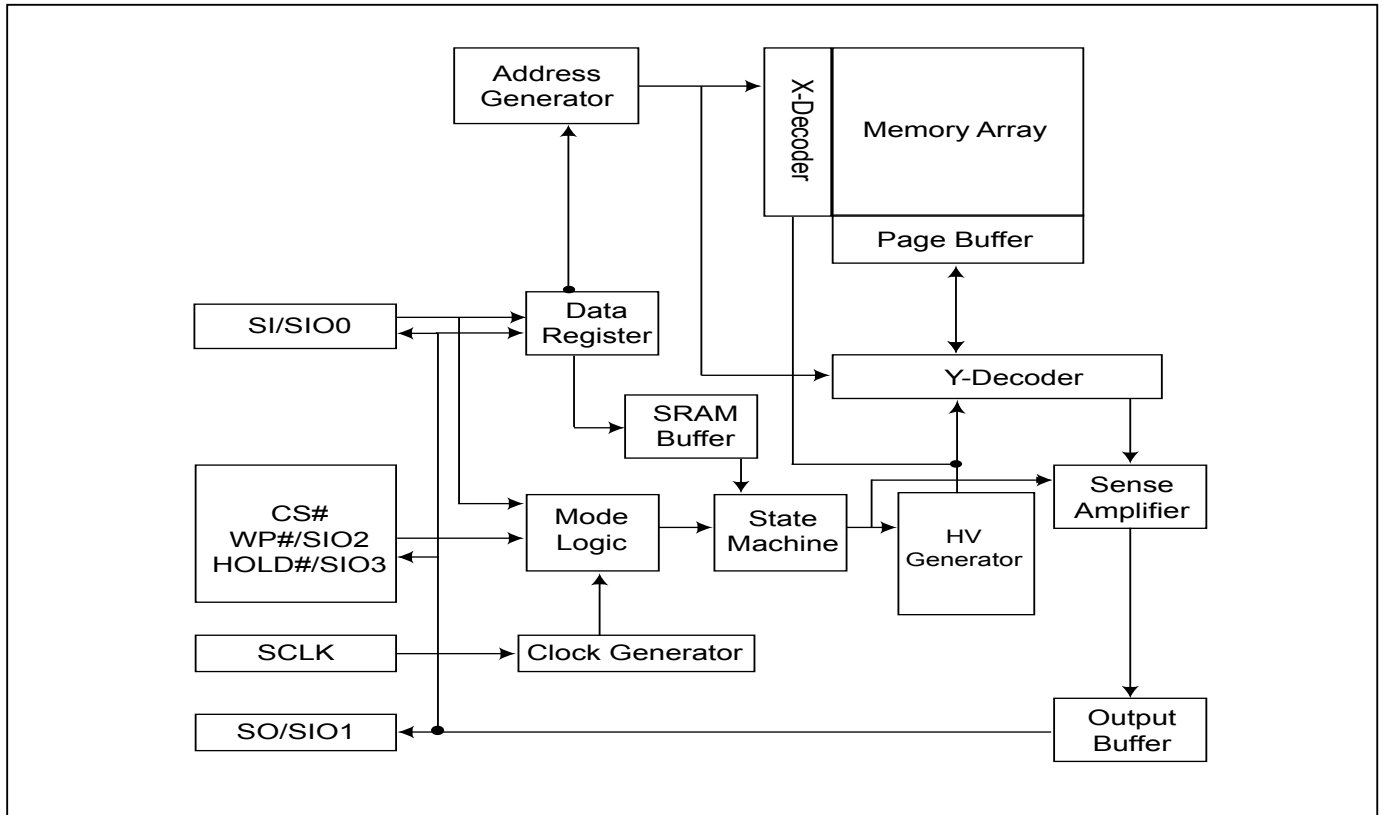 Address
Generator
X-Decoder
Memory Array
Page Buffer
SI/SIO0
Data
Register
Y-Decoder
SRAM
Buffer
CS#
WP#/SIO2
HOLD#/SIO3
Mode
Logic
State
Machine
HV
Generator
Sense
Amplifier
SCLK
Clock Generator
SO/SIO1
Output
Buffer